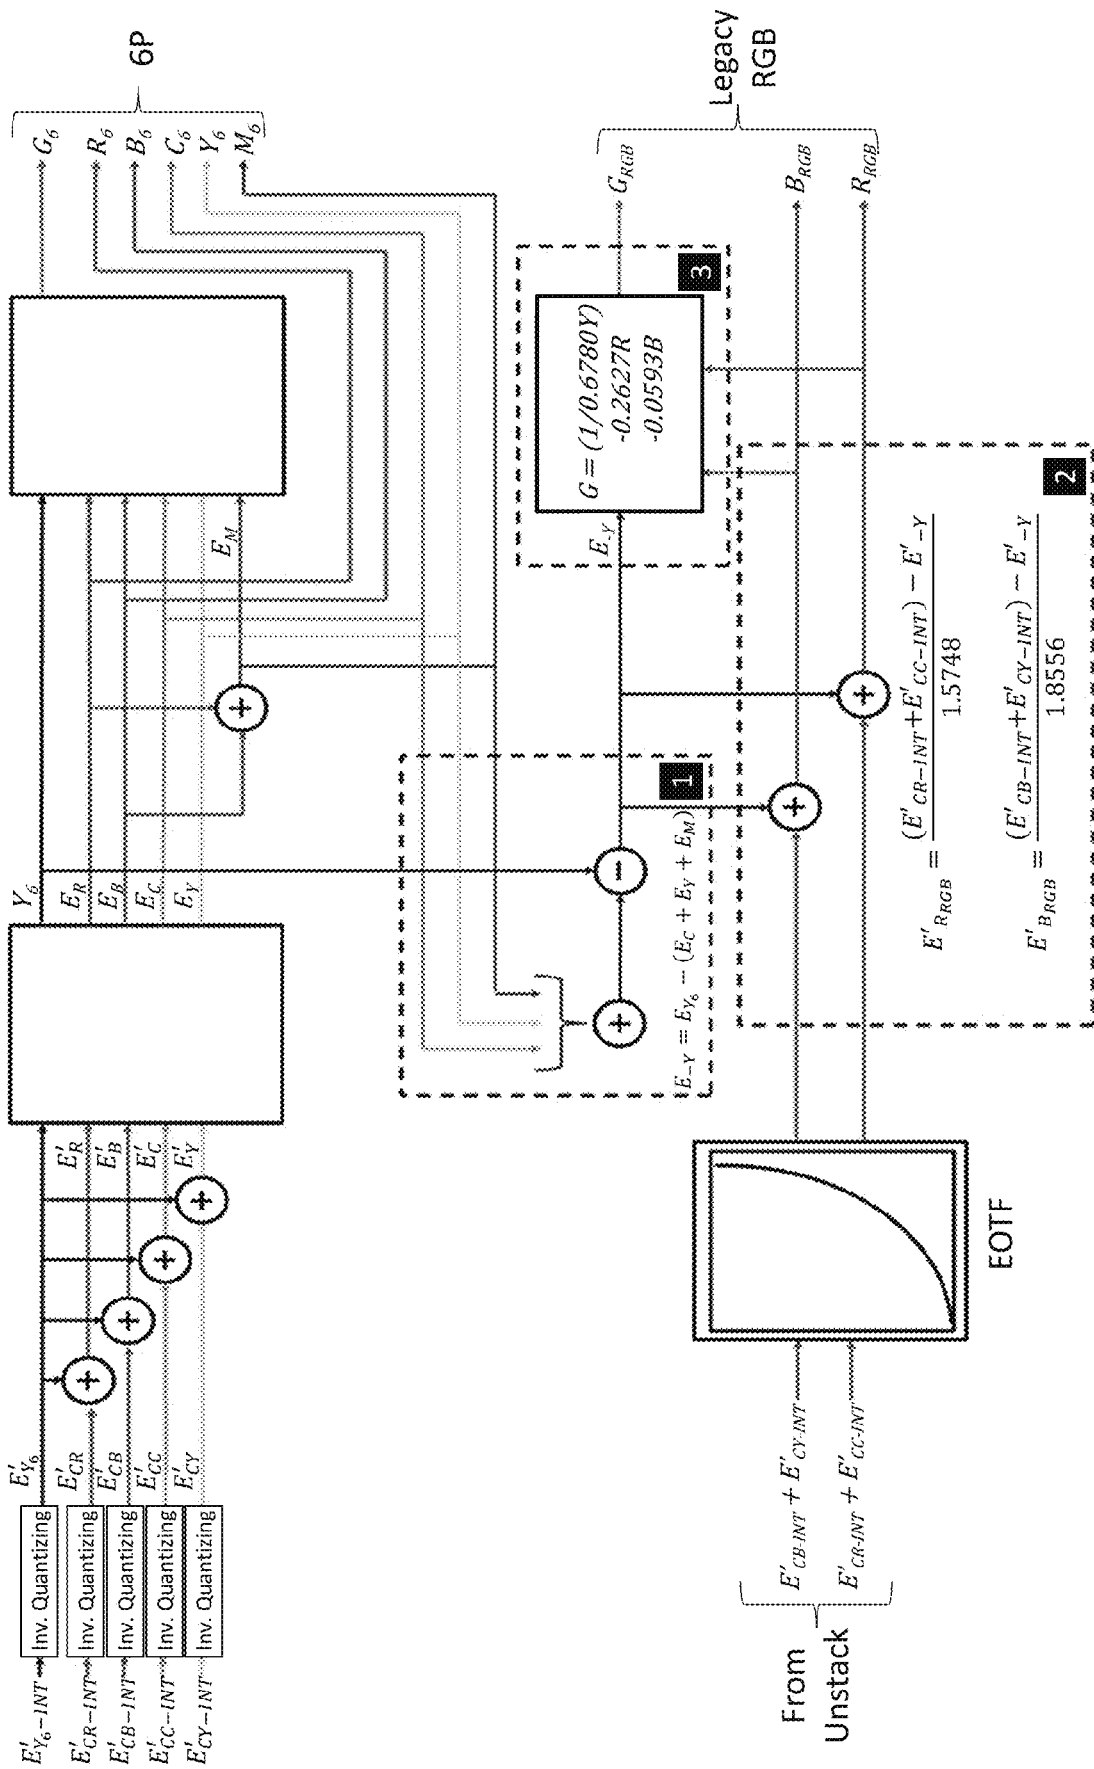 E'Y6-INT
E'CR-INT
E'CB-INT
E'CC-INT
E'CY-INT
Inv. Quantizing
Inv. Quantizing
Inv. Quantizing
Inv. Quantizing
Inv. Quantizing
E'Y6
E'CR
E'CB
E'CC
E'CY
+
+
+
+
E'R
E'B
E'C
E'Y
Y6
ER
EB
EC
EY
+
EM
G6
R6
B6
C6
Y6
M6
6P
+
-
E-Y = EY6 - (EC + EY + EM)
1
E-Y
G = (1/0.6780Y)
-0.2627R
-0.0593B
3
GRGB
BRGB
RRGB
Legacy
RGB
+
+
E'RRGB = (E'CR-INT+E'CC-INT) - E'-Y
1.5748
E'BRGB = (E'CB-INT+E'CY-INT) - E'-Y
1.8556
2
From
Unstack
E'CB-INT + E'CY-INT
E'CR-INT + E'CC-INT
EOTF